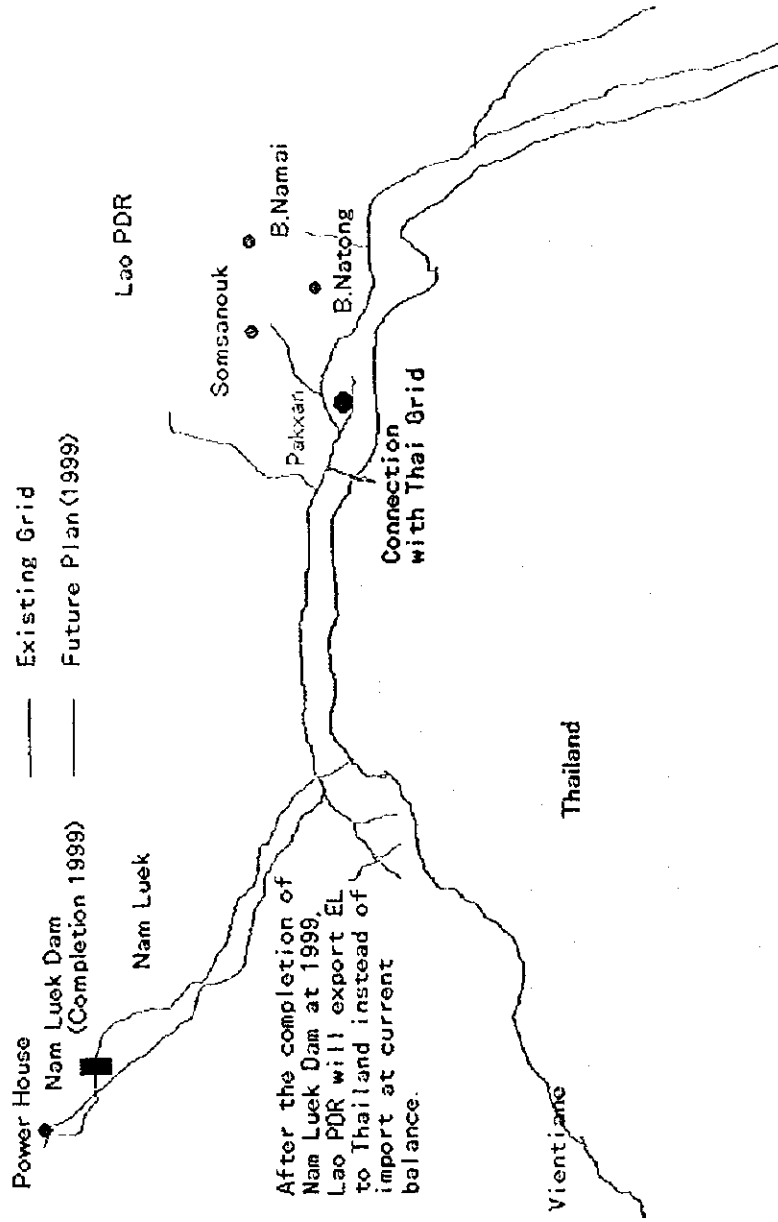 Existing Grid
Future Plan(1999)
Power House
Nam Luek Dam
(Completion 1999)
Nam Luek
Lao PDR
Somsanouk
B.Namai
B.Natong
Pakxan
Connection
with Thai Grid
After the completion of
Nam Luek Dam at 1999,
Lao PDR will export EL
to Thailand instead of
import at current
balance.
Thailand
Vientiane